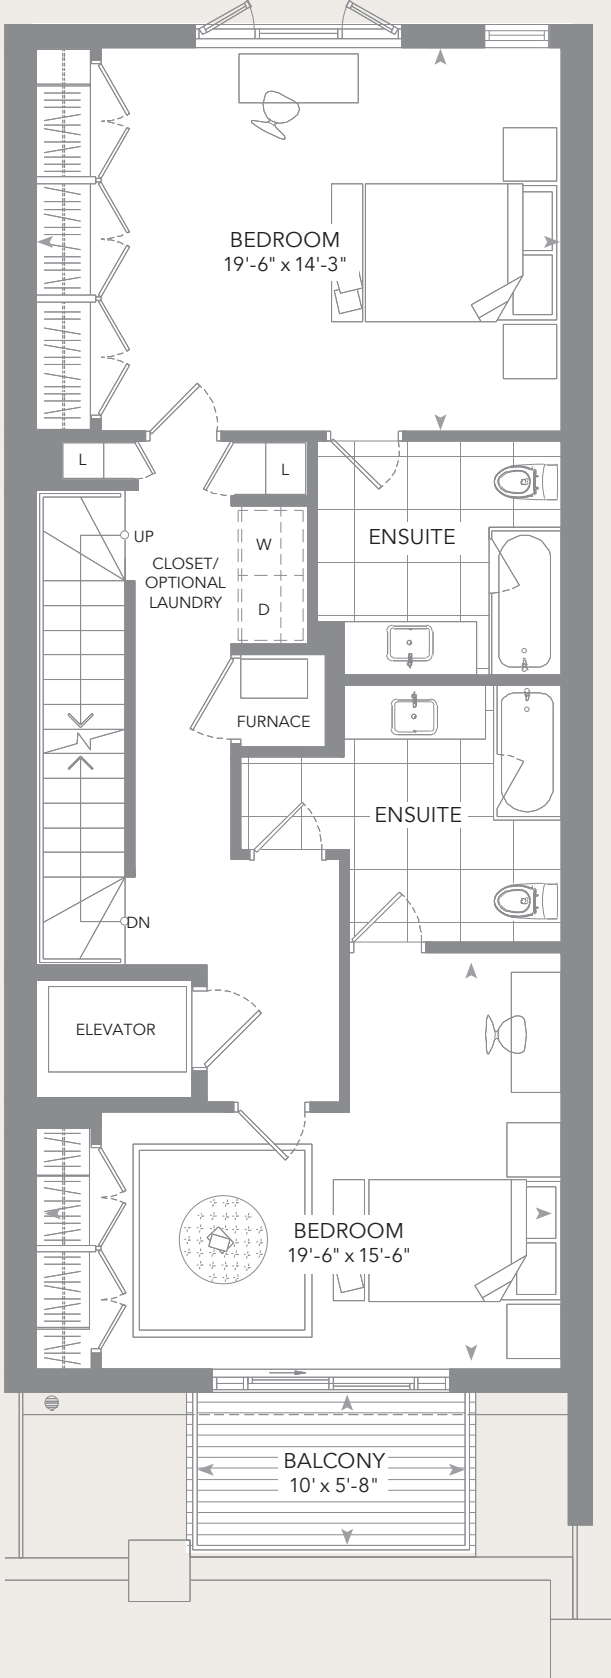 BEDROOM
19'-6" x 14'-3"
L
L
UP
ENSUITE
W
CLOSET/
OPTIONAL
LAUNDRY
D
FURNACE
ENSUITE
DN
ELEVATOR
BEDROOM
19'-6" x 15'-6"
BALCONY
10' x 5'-8"